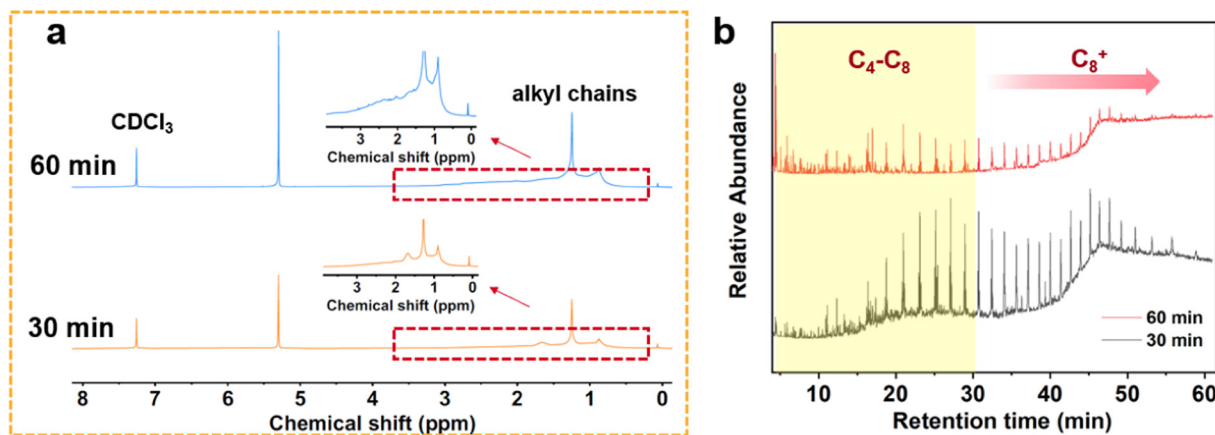 a
CDCl₃
60 min
alkyl chains
3 2 1 0
Chemical shift (ppm)
30 min
3 2 1 0
Chemical shift (ppm)
8 7 6 5 4 3 2 1 0
Chemical shift (ppm)
b
C₄-C₈
C₈⁺
Relative Abundance
60 min
30 min
10 20 30 40 50 60
Retention time (min)